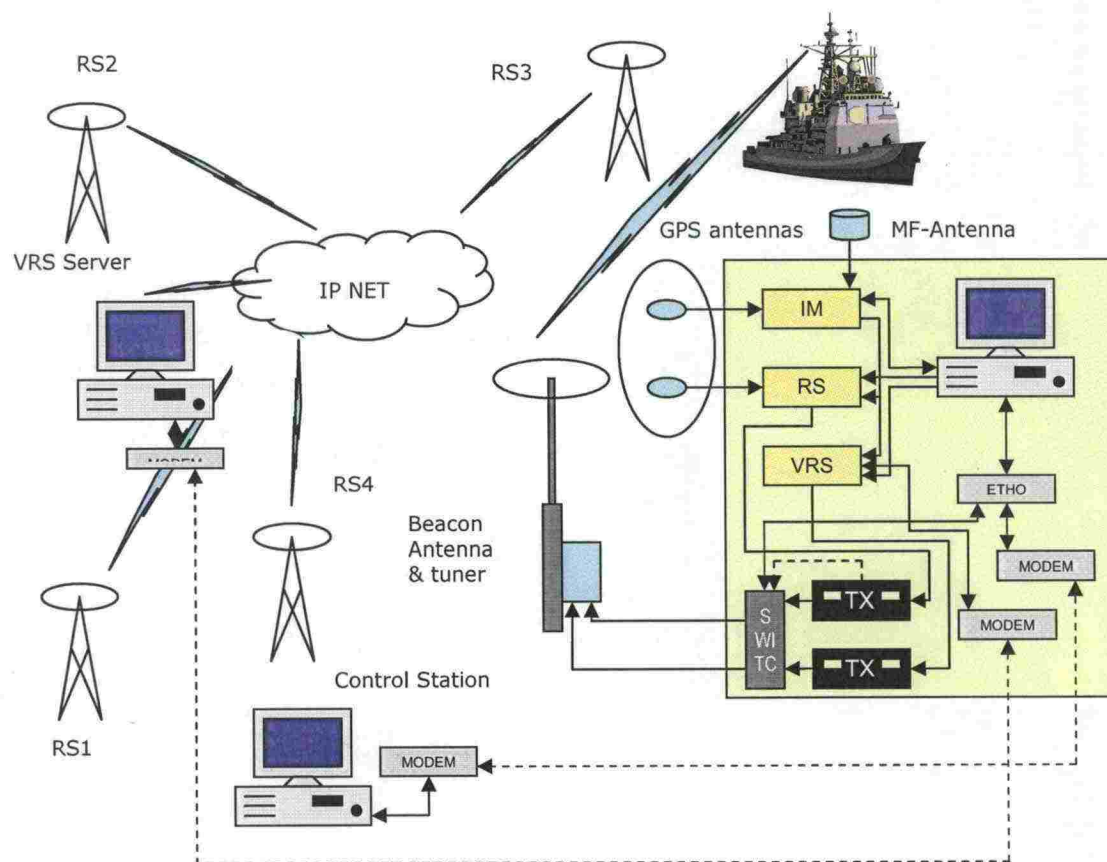 RS2
RS3
VRS Server
IP NET
GPS antennas
MF-Antenna
IM
RS
VRS
ETHO
MODEM
MODEM
RS4
Beacon
Antenna
& tuner
TX
TX
S
WI
TC
MODEM
Control Station
MODEM
RS1